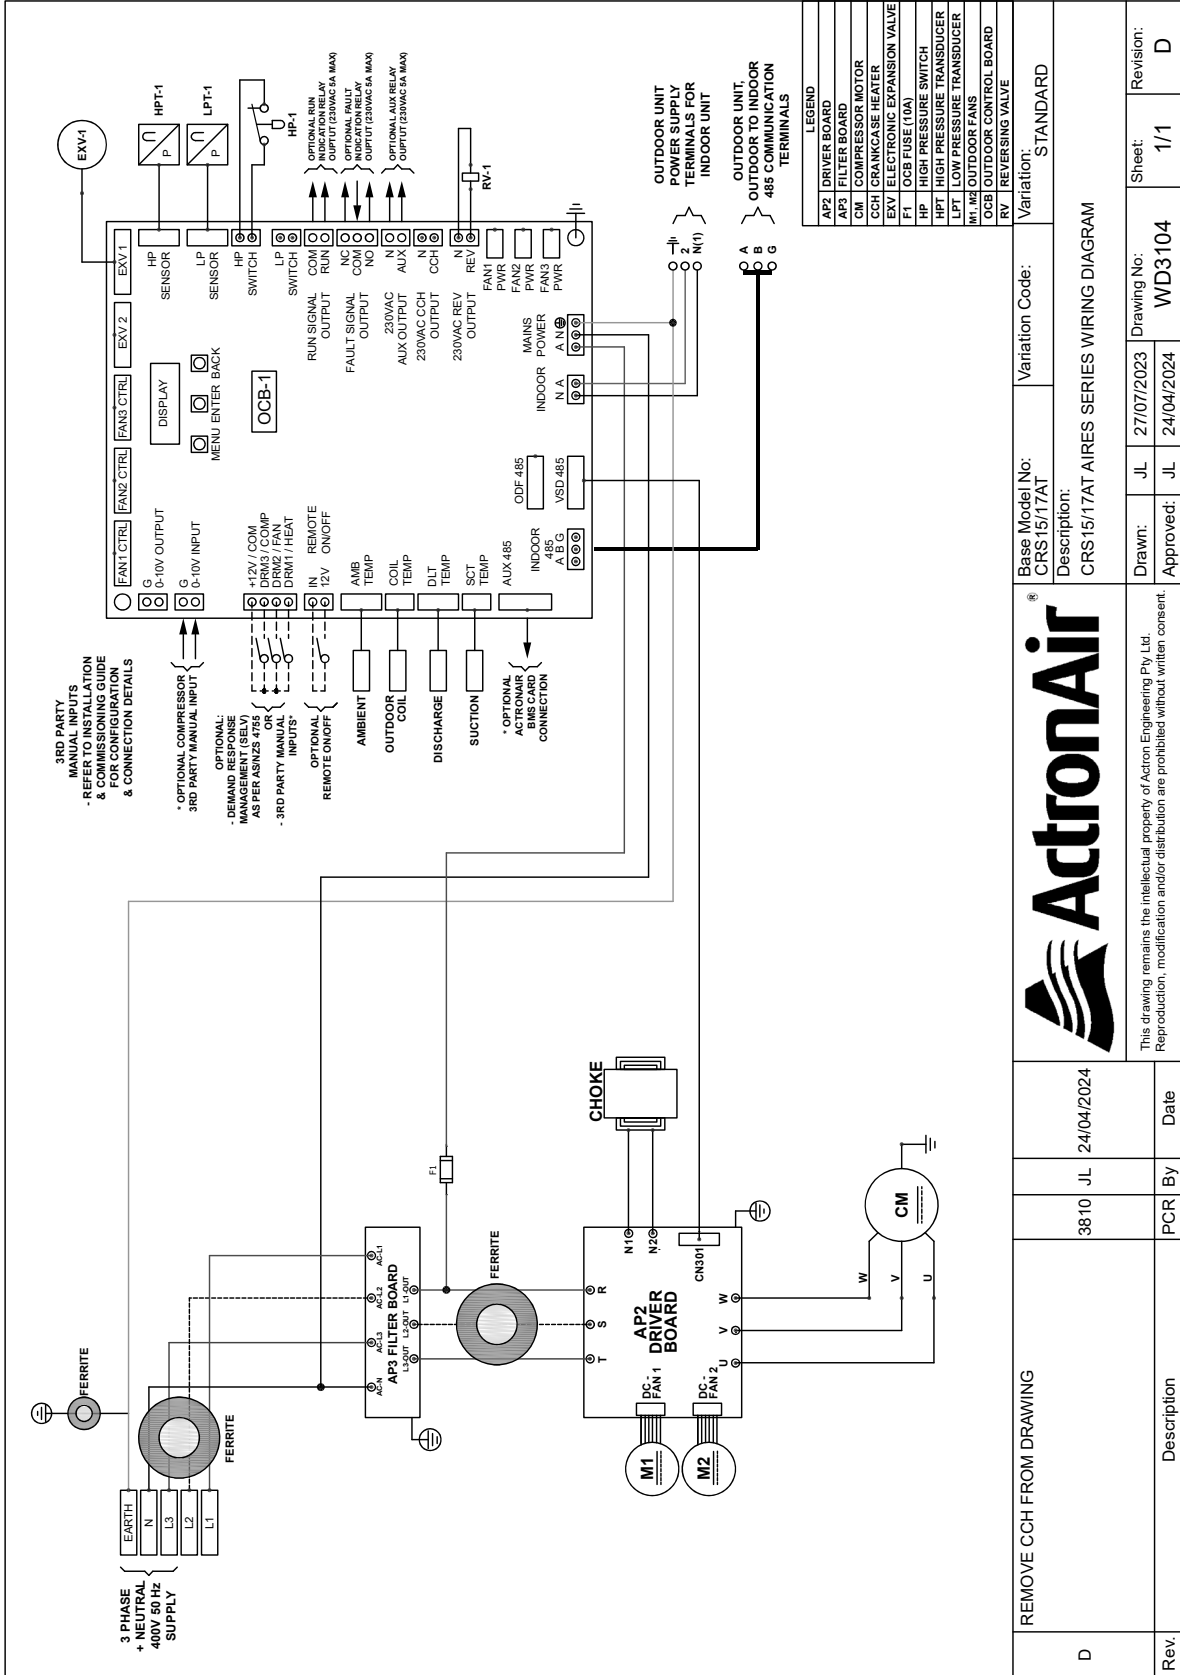 3 PHASE
+ NEUTRAL
400V 50 Hz
SUPPLY
EARTH
N
L3
L2
L1
FERRITE
FERRITE
AC-N
AC-L3
AC-L2
AC-L1
AP3 FILTER BOARD
L3-OUT
L2-OUT
L1-OUT
FERRITE
F1
T
S
R
AP2
DRIVER
BOARD
DC-
FAN 1
DC-
FAN 2
M1
M2
N1
N2
CN301
CHOKE
U
V
W
W
V
U
CM
3RD PARTY
MANUAL INPUTS
- REFER TO INSTALLATION
& COMMISSIONING GUIDE
FOR CONFIGURATION
& CONNECTION DETAILS
* OPTIONAL COMPRESSOR
3RD PARTY MANUAL INPUT
OPTIONAL:
- DEMAND RESPONSE
MANAGEMENT (SELV)
AS PER AS/NZS 4755
OR
- 3RD PARTY MANUAL
INPUTS*
OPTIONAL
REMOTE ON/OFF
AMBIENT
OUTDOOR
COIL
DISCHARGE
SUCTION
* OPTIONAL
ACTRONAIR
BMS CARD
CONNECTION
FAN1 CTRL
FAN2 CTRL
FAN3 CTRL
EXV 2
EXV 1
G
0-10V OUTPUT
G
0-10V INPUT
+12V / COM
DRM3 / COMP
DRM2 / FAN
DRM1 / HEAT
IN
12V
REMOTE
ON/OFF
AMB
TEMP
COIL
TEMP
DLT
TEMP
SCT
TEMP
AUX 485
INDOOR
485
A B G
ODF 485
VSD 485
DISPLAY
MENU
ENTER
BACK
OCB-1
INDOOR
N A
MAINS
POWER
A N
HP
SENSOR
LP
SENSOR
HP
SWITCH
LP
SWITCH
RUN SIGNAL
OUTPUT
COM
RUN
FAULT SIGNAL
OUTPUT
NC
COM
NO
230VAC
AUX OUTPUT
N
AUX
230VAC CCH
OUTPUT
N
CCH
230VAC REV
OUTPUT
N
REV
FAN1
PWR
FAN2
PWR
FAN3
PWR
EXV-1
HPT-1
P
U
LPT-1
P
U
HP-1
OPTIONAL RUN
INDICATION RELAY
OUPTUT (230VAC 5A MAX)
OPTIONAL FAULT
INDICATION RELAY
OUPTUT (230VAC 5A MAX)
OPTIONAL AUX RELAY
OUPTUT (230VAC 5A MAX)
RV-1
2
N(1)
OUTDOOR UNIT
POWER SUPPLY
TERMINALS FOR
INDOOR UNIT
A
B
G
OUTDOOR UNIT,
OUTDOOR TO INDOOR
485 COMMUNICATION
TERMINALS
LEGEND
AP2 DRIVER BOARD
AP3 FILTER BOARD
CM COMPRESSOR MOTOR
CCH CRANKCASE HEATER
EXV ELECTRONIC EXPANSION VALVE
F1 OCB FUSE (10A)
HP HIGH PRESSURE SWITCH
HPT HIGH PRESSURE TRANSDUCER
LPT LOW PRESSURE TRANSDUCER
M1, M2 OUTDOOR FANS
OCB OUTDOOR CONTROL BOARD
RV REVERSING VALVE
D
REMOVE CCH FROM DRAWING
3810
JL
24/04/2024
Rev.
Description
PCR
By
Date
ActronAir®
This drawing remains the intellectual property of Actron Engineering Pty Ltd.
Reproduction, modification and/or distribution are prohibited without written consent.
Base Model No:
CRS15/17AT
Variation Code:
Variation:
STANDARD
Description:
CRS15/17AT AIRES SERIES WIRING DIAGRAM
Drawn:
JL
27/07/2023
Approved:
JL
24/04/2024
Drawing No:
WD3104
Sheet:
1/1
Revision:
D